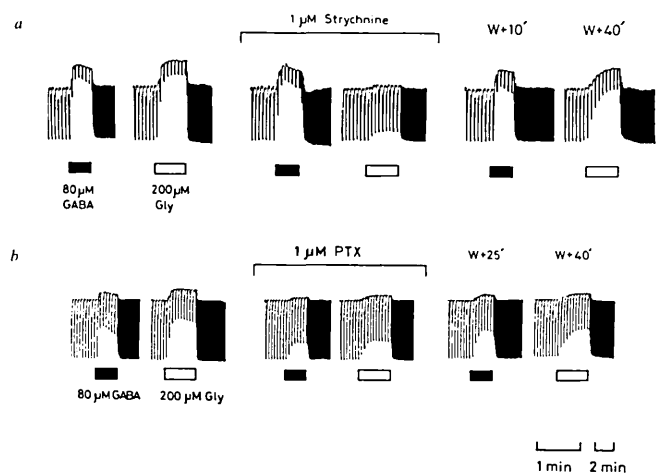 a
1 µM Strychnine
W+10′
W+40′
80 µM
GABA
200 µM
Gly
b
1 µM PTX
W+25′
W+40′
80 µM GABA
200 µM Gly
1 min
2 min